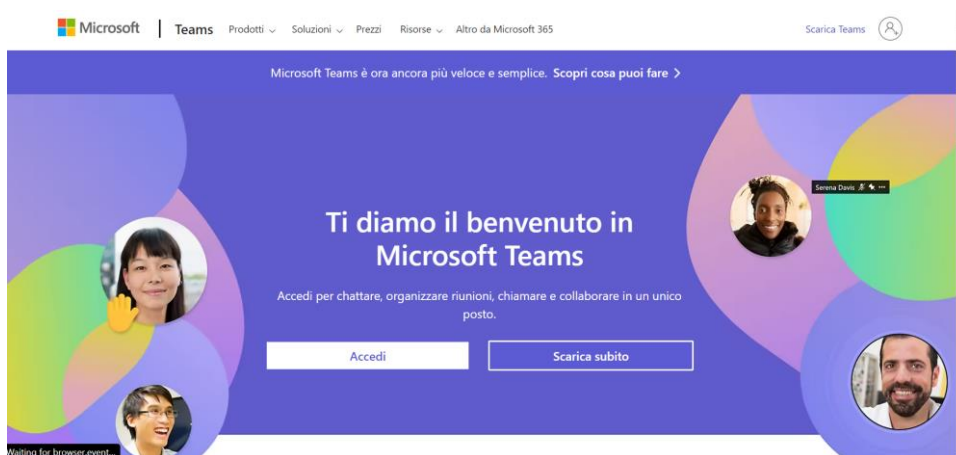 Microsoft | Teams Prodotti Soluzioni Prezzi Risorse Altro da Microsoft 365 Scarica Teams
Microsoft Teams è ora ancora più veloce e semplice. Scopri cosa puoi fare >
Serena Davis
Ti diamo il benvenuto in
Microsoft Teams
Accedi per chattare, organizzare riunioni, chiamare e collaborare in un unico
posto.
Accedi Scarica subito
Waiting for browser.event...